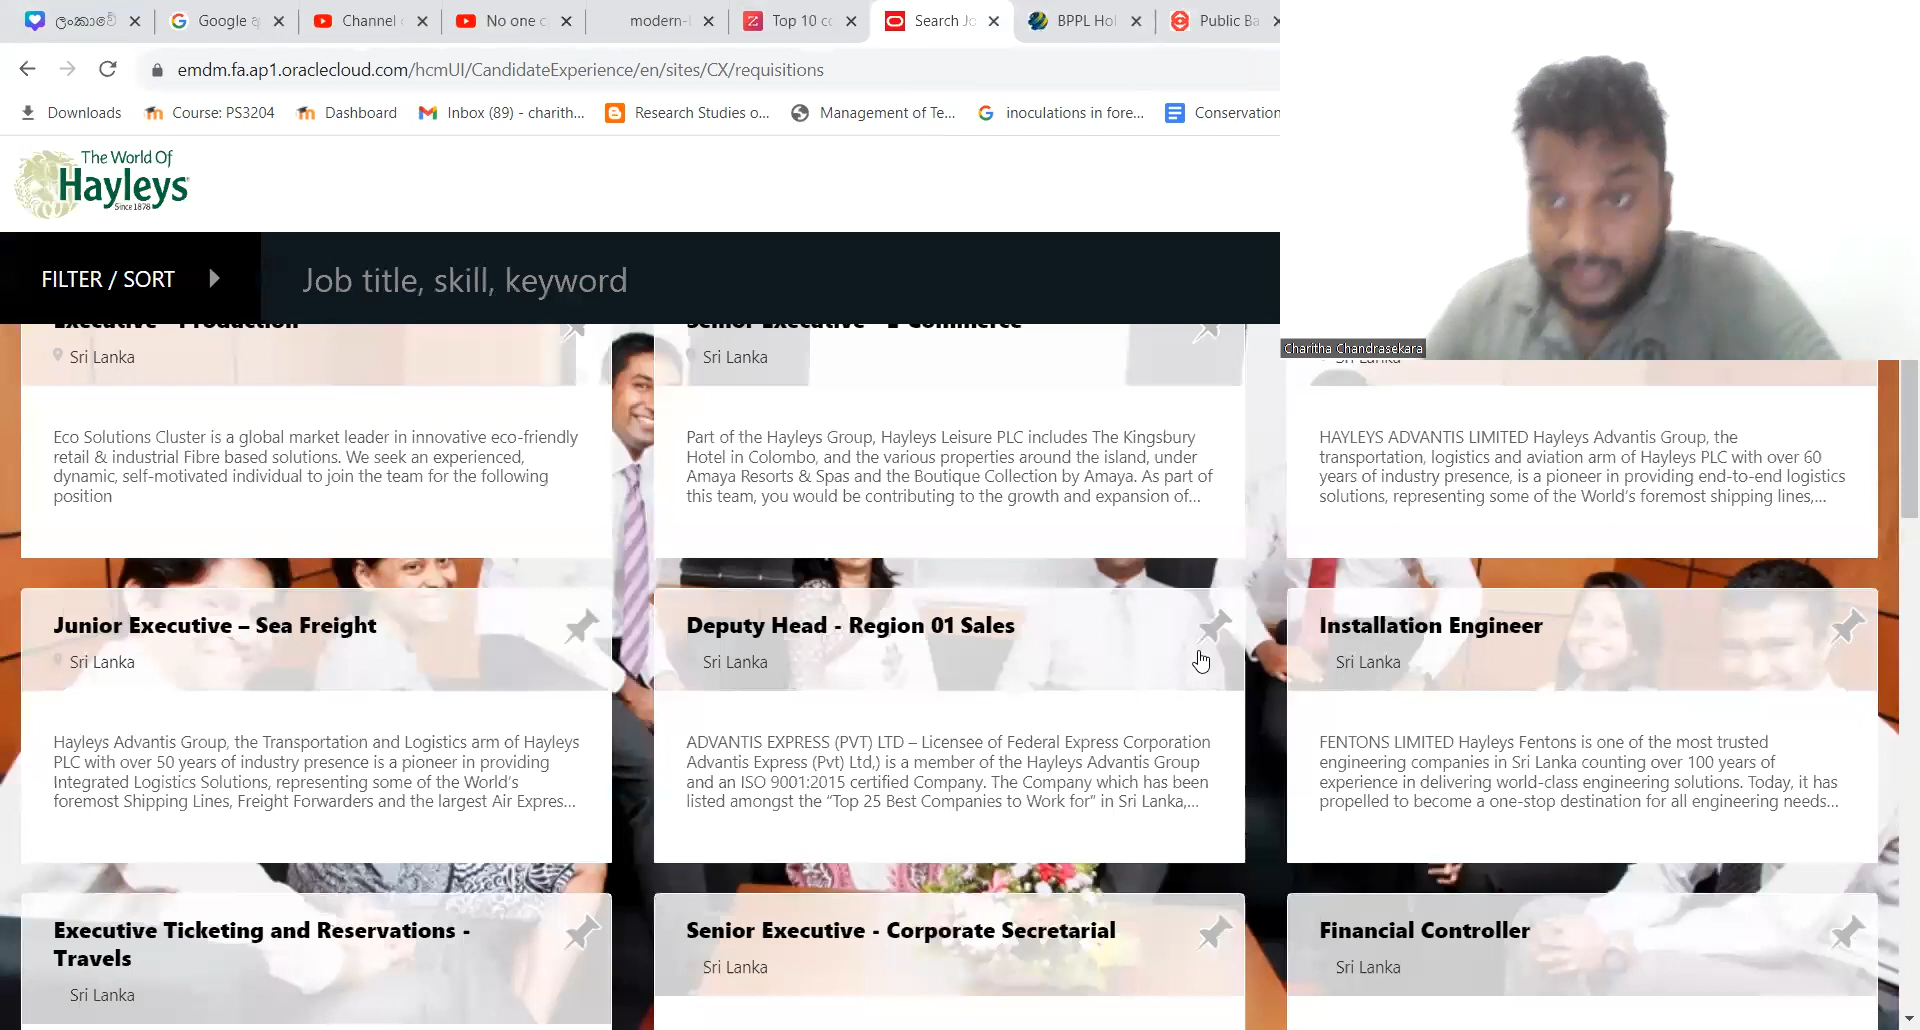 ලංකාවේ
Google
Channel
No one c
modern-
Top 10 co
Search Jo
BPPL Hol
Public Ba
emdm.fa.ap1.oraclecloud.com/hcmUI/CandidateExperience/en/sites/CX/requisitions
Downloads
Course: PS3204
Dashboard
Inbox (89) - charith...
Research Studies o...
Management of Te...
inoculations in fore...
Conservation
The World Of
Hayleys
Since 1878
FILTER / SORT
Job title, skill, keyword
Charitha Chandrasekara
Executive - Production
Sri Lanka
Eco Solutions Cluster is a global market leader in innovative eco-friendly
retail & industrial Fibre based solutions. We seek an experienced,
dynamic, self-motivated individual to join the team for the following
position
Senior Executive - E-Commerce
Sri Lanka
Part of the Hayleys Group, Hayleys Leisure PLC includes The Kingsbury
Hotel in Colombo, and the various properties around the island, under
Amaya Resorts & Spas and the Boutique Collection by Amaya. As part of
this team, you would be contributing to the growth and expansion of...
Sri Lanka
HAYLEYS ADVANTIS LIMITED Hayleys Advantis Group, the
transportation, logistics and aviation arm of Hayleys PLC with over 60
years of industry presence, is a pioneer in providing end-to-end logistics
solutions, representing some of the World's foremost shipping lines,...
Junior Executive – Sea Freight
Sri Lanka
Hayleys Advantis Group, the Transportation and Logistics arm of Hayleys
PLC with over 50 years of industry presence is a pioneer in providing
Integrated Logistics Solutions, representing some of the World's
foremost Shipping Lines, Freight Forwarders and the largest Air Expres...
Deputy Head - Region 01 Sales
Sri Lanka
ADVANTIS EXPRESS (PVT) LTD – Licensee of Federal Express Corporation
Advantis Express (Pvt) Ltd,) is a member of the Hayleys Advantis Group
and an ISO 9001:2015 certified Company. The Company which has been
listed amongst the “Top 25 Best Companies to Work for” in Sri Lanka,...
Installation Engineer
Sri Lanka
FENTONS LIMITED Hayleys Fentons is one of the most trusted
engineering companies in Sri Lanka counting over 100 years of
experience in delivering world-class engineering solutions. Today, it has
propelled to become a one-stop destination for all engineering needs...
Executive Ticketing and Reservations -
Travels
Sri Lanka
Senior Executive - Corporate Secretarial
Sri Lanka
Financial Controller
Sri Lanka